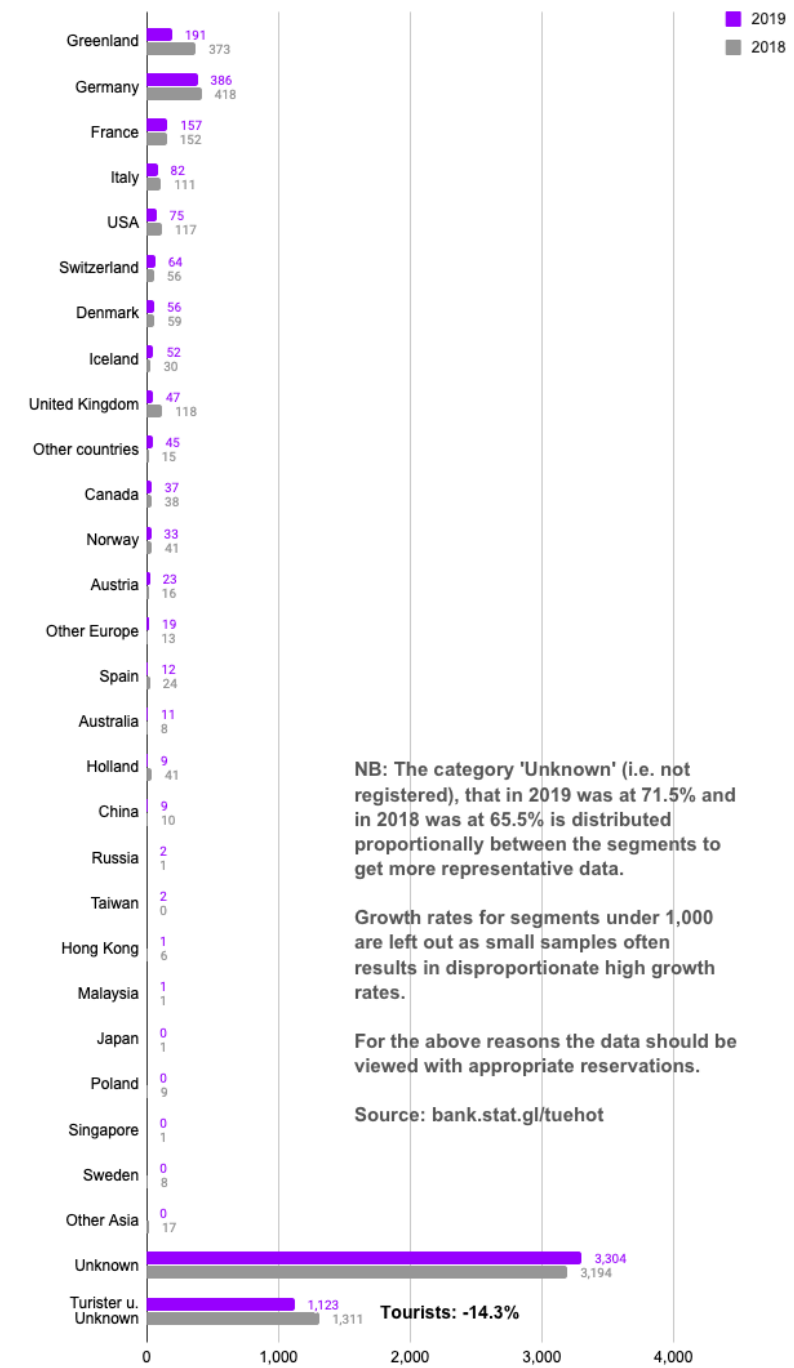 2019
2018
Greenland 191
373
Germany 386
418
France 157
152
Italy 82
111
USA 75
117
Switzerland 64
56
Denmark 56
59
Iceland 52
30
United Kingdom 47
118
Other countries 45
15
Canada 37
38
Norway 33
41
Austria 23
16
Other Europe 19
13
Spain 12
24
Australia 11
8
Holland 9
41
China 9
10
Russia 2
1
Taiwan 2
0
Hong Kong 1
6
Malaysia 1
1
Japan 0
1
Poland 0
9
Singapore 0
1
Sweden 0
8
Other Asia 0
17
NB: The category 'Unknown' (i.e. not
registered), that in 2019 was at 71.5% and
in 2018 was at 65.5% is distributed
proportionally between the segments to
get more representative data.
Growth rates for segments under 1,000
are left out as small samples often
results in disproportionate high growth
rates.
For the above reasons the data should be
viewed with appropriate reservations.
Source: bank.stat.gl/tuehot
Unknown 3,304
3,194
Turister u.
Unknown
1,123
1,311
Tourists: -14.3%
0 1,000 2,000 3,000 4,000